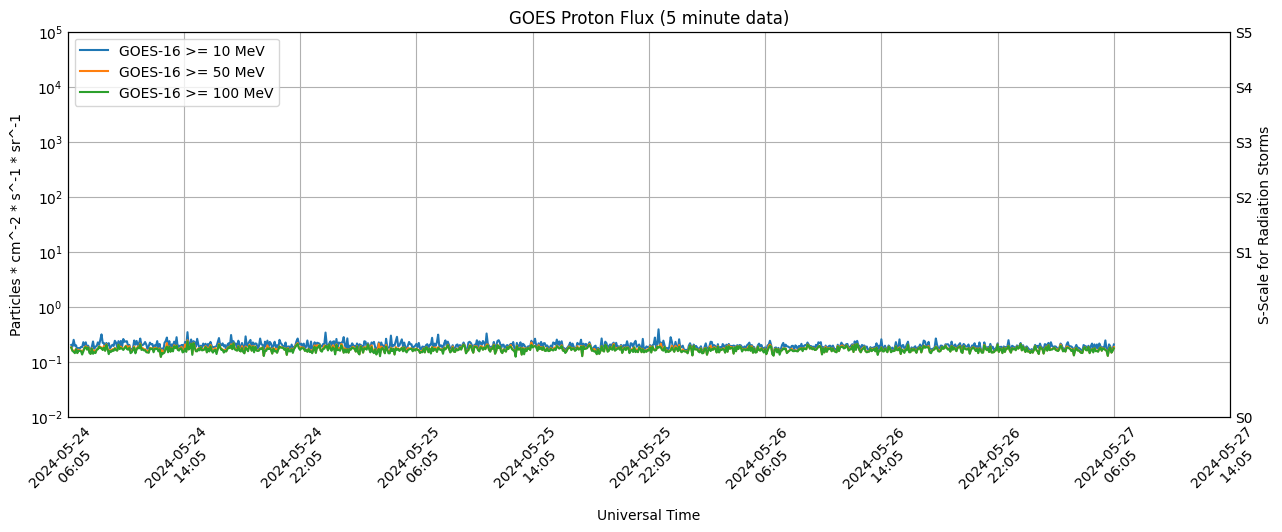 GOES Proton Flux (5 minute data)
GOES-16 >= 10 MeV
GOES-16 >= 50 MeV
GOES-16 >= 100 MeV
Particles * cm^-2 * s^-1 * sr^-1
10^5
10^4
10^3
10^2
10^1
10^0
10^-1
10^-2
S5
S4
S3
S2
S1
S0
S-Scale for Radiation Storms
2024-05-24
06:05
2024-05-24
14:05
2024-05-24
22:05
2024-05-25
06:05
2024-05-25
14:05
2024-05-25
22:05
2024-05-26
06:05
2024-05-26
14:05
2024-05-26
22:05
2024-05-27
06:05
2024-05-27
14:05
Universal Time